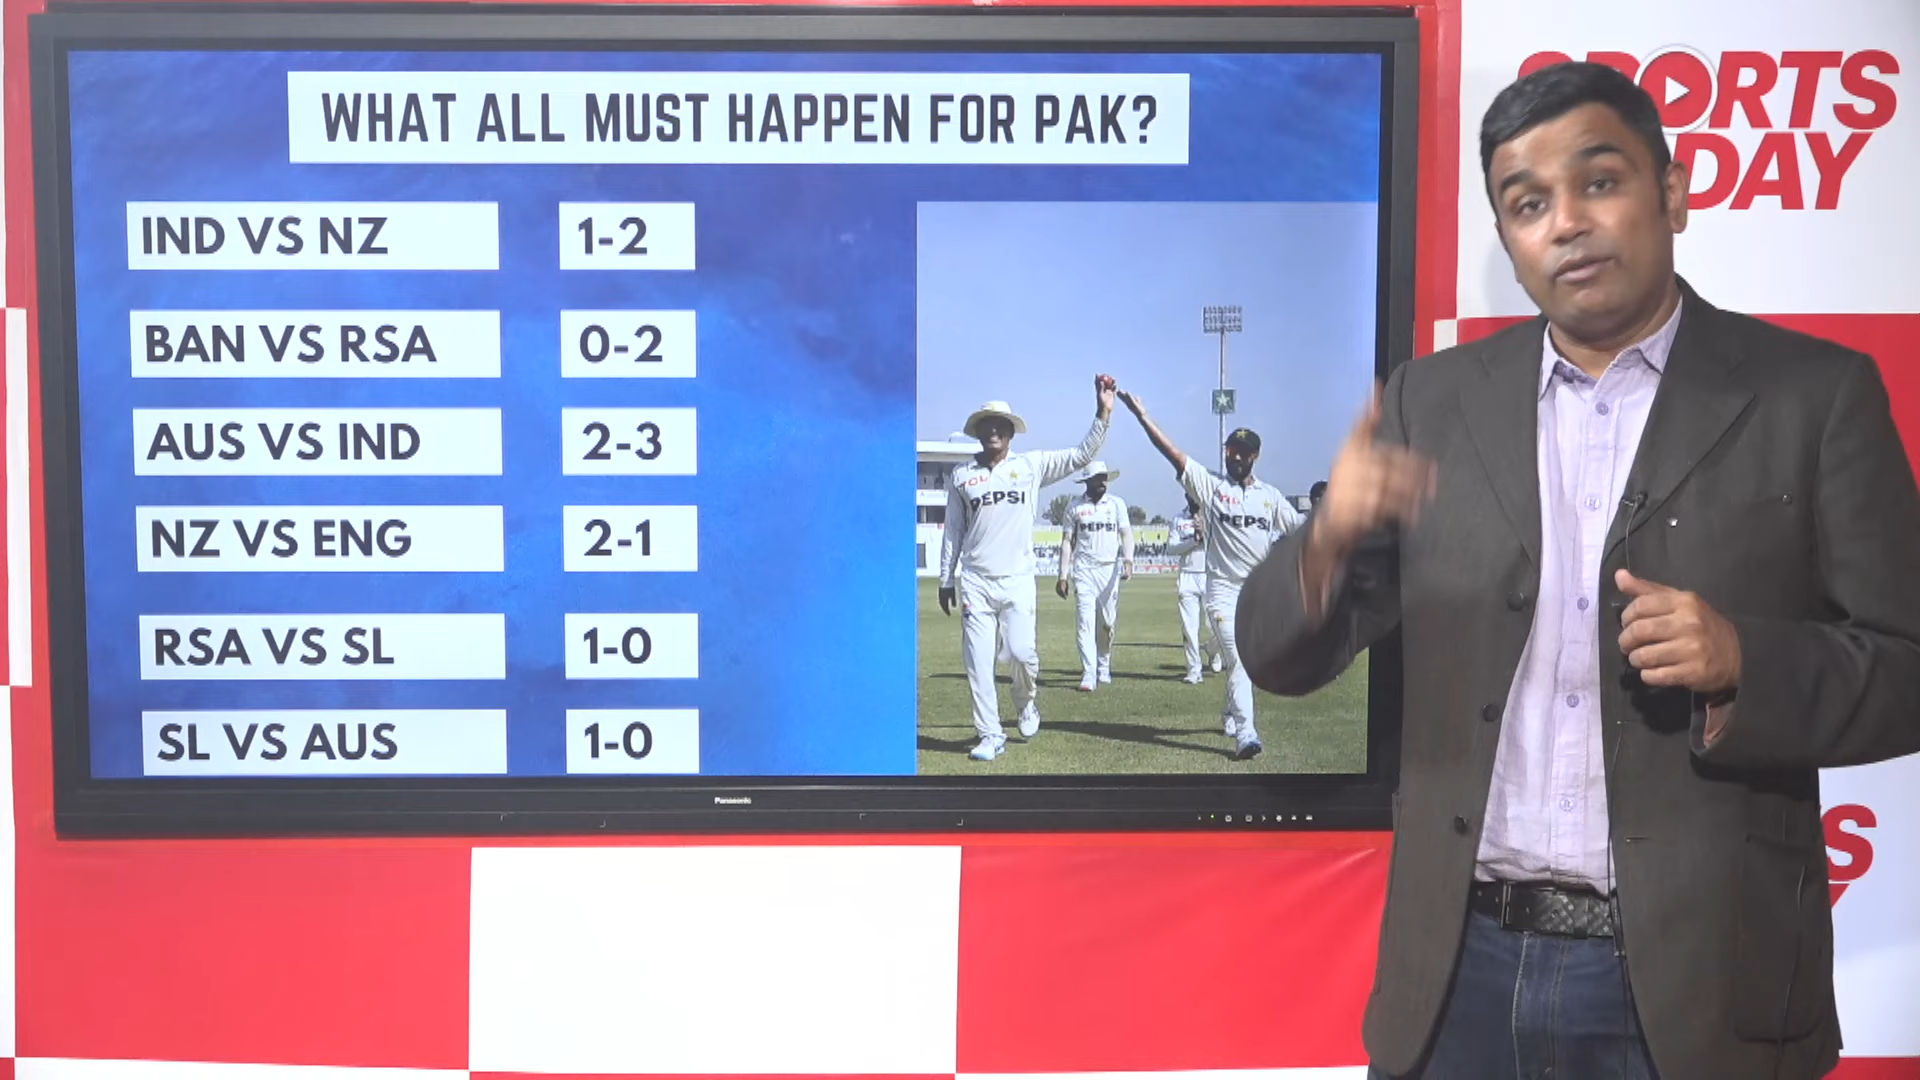 WHAT ALL MUST HAPPEN FOR PAK?
IND VS NZ 1-2
BAN VS RSA 0-2
AUS VS IND 2-3
NZ VS ENG 2-1
RSA VS SL 1-0
SL VS AUS 1-0
PEPSI
PEPSI
PEPSI
Panasonic
SPORTS
DAY